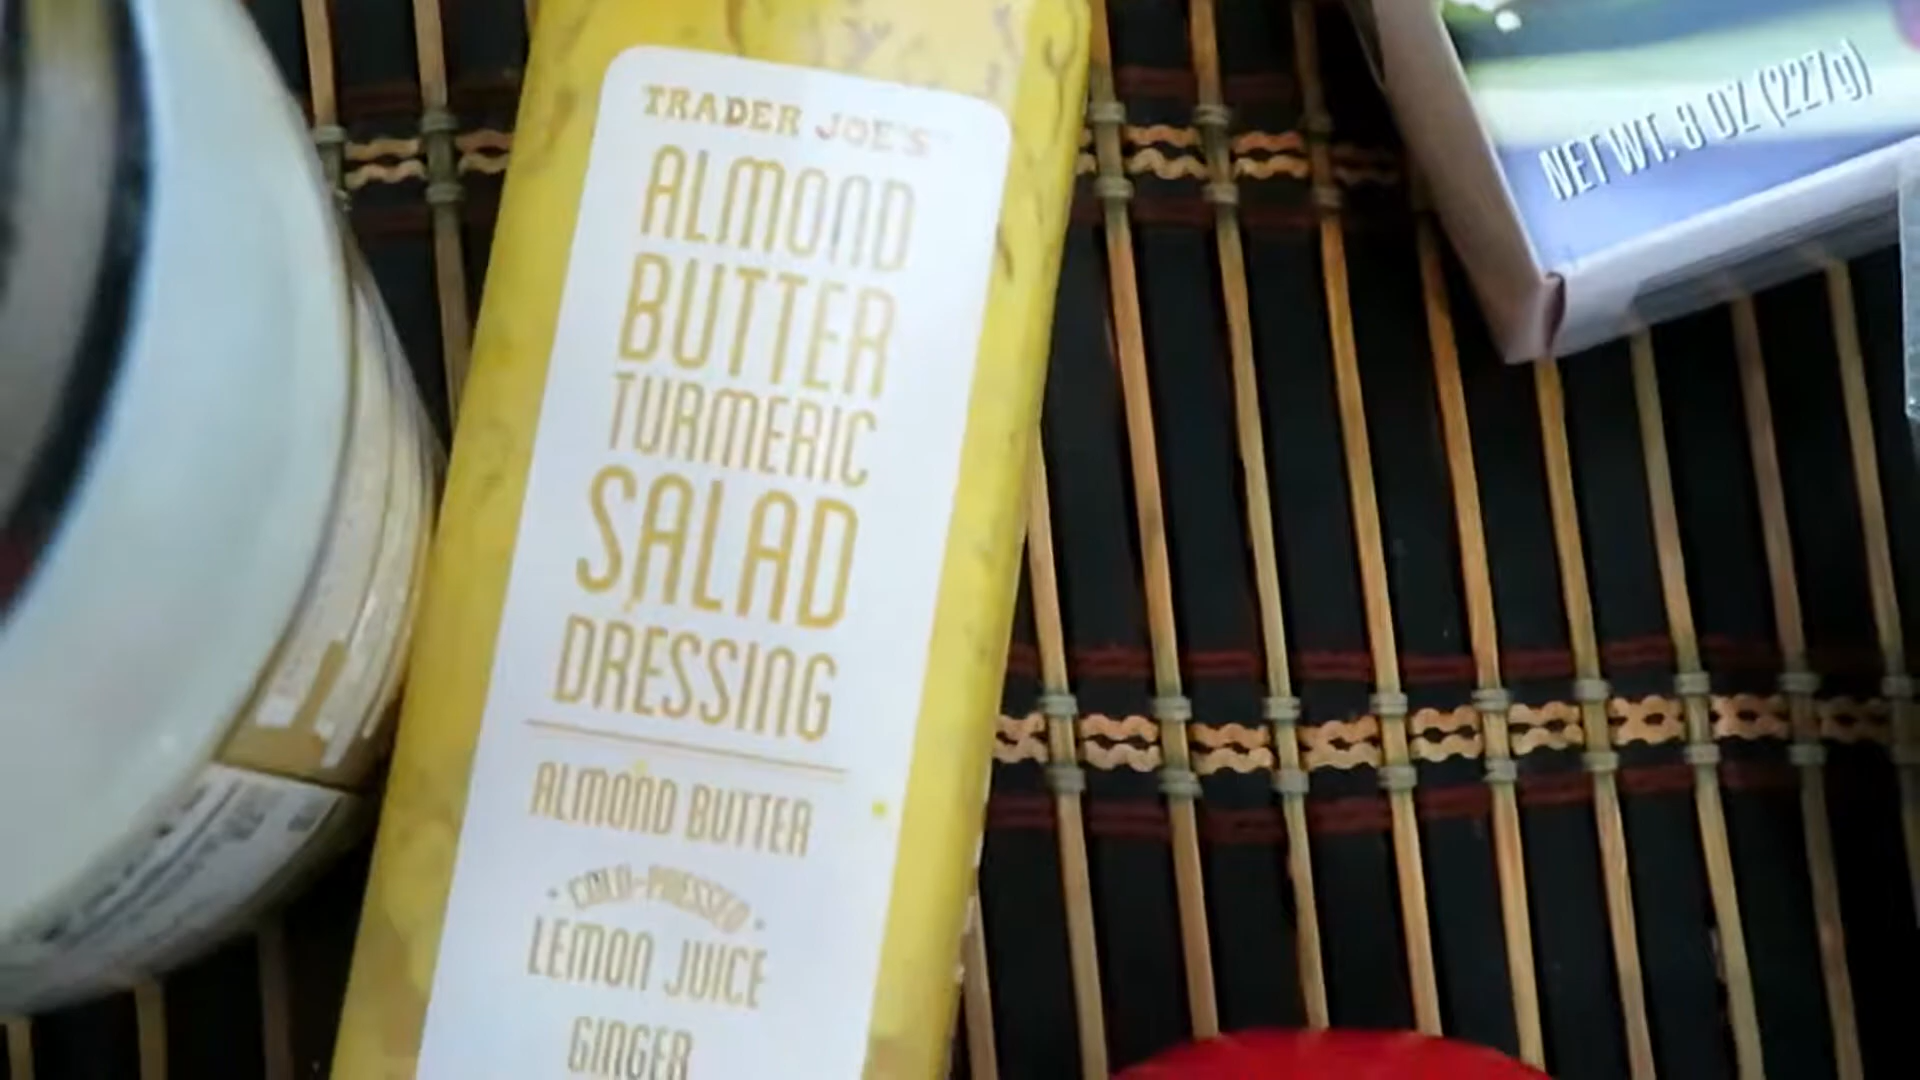 TRADER JOE'S
ALMOND
BUTTER
TURMERIC
SALAD
DRESSING
ALMOND BUTTER
· COLD-PRESSED ·
LEMON JUICE
GINGER
NET WT. 8 OZ (227g)